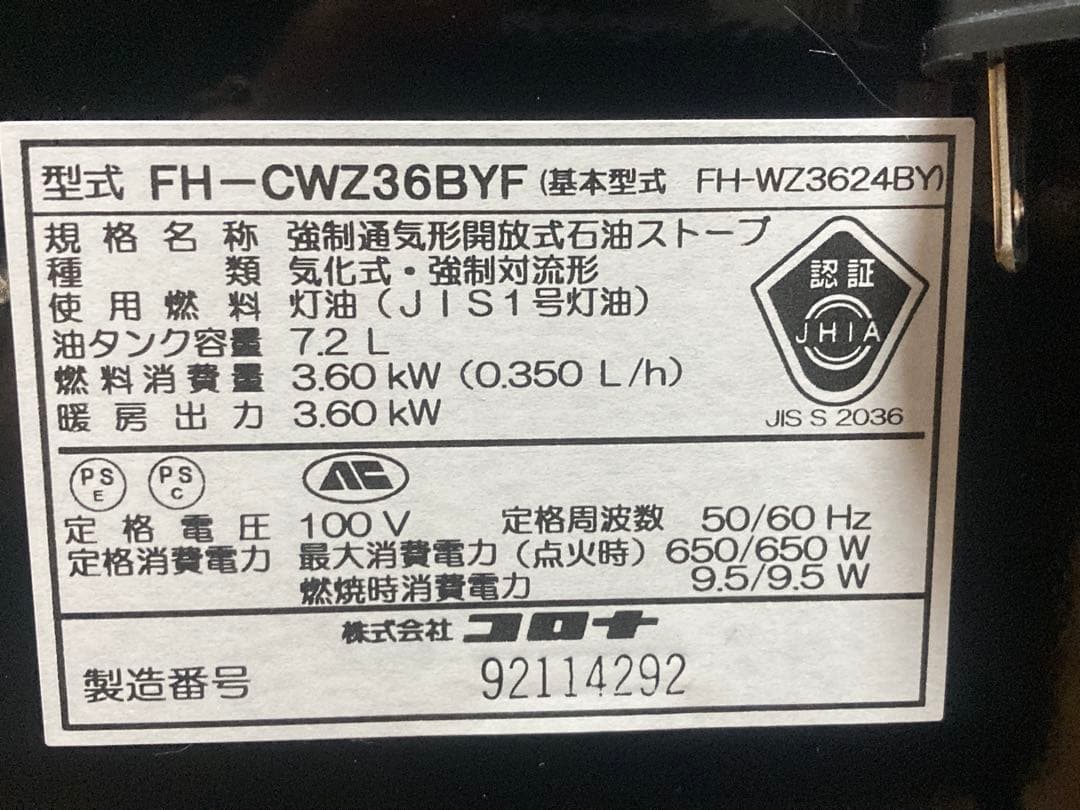 型式 FH-CWZ36BYF (基本型式 FH-WZ3624BY)
規格名称 強制通気形開放式石油ストーブ
種類 気化式・強制対流形
使用燃料 灯油(JIS1号灯油)
油タンク容量 7.2 L
燃料消費量 3.60 kW (0.350 L/h)
暖房出力 3.60 kW
認証
JHIA
JIS S 2036
PS E PS C
定格電圧 100 V 定格周波数 50/60 Hz
定格消費電力 最大消費電力(点火時) 650/650 W
燃焼時消費電力 9.5/9.5 W
株式会社 コロナ
製造番号 92114292